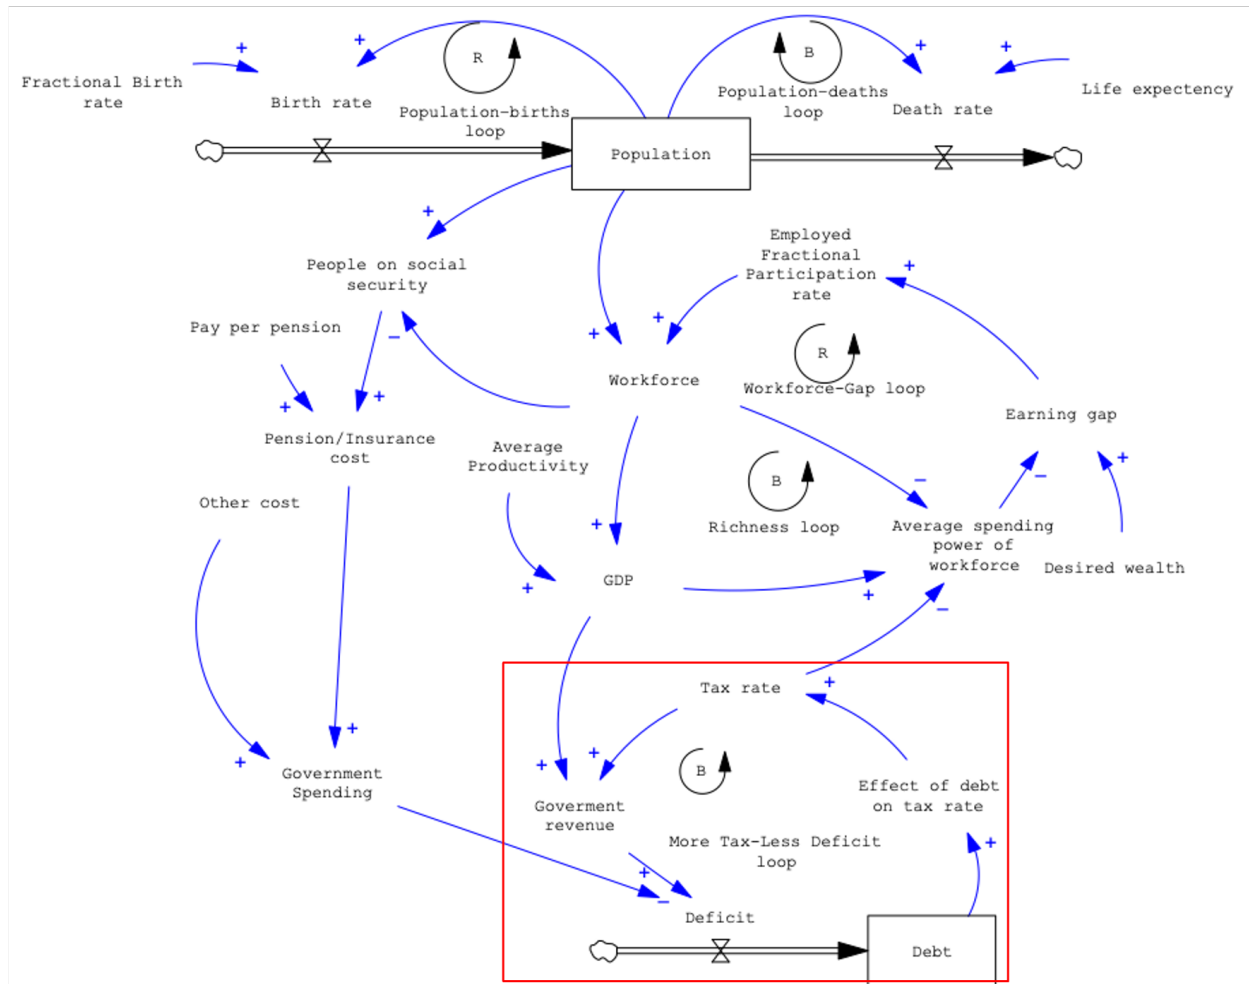 +
+
R
B
+
+
Fractional Birth
rate
Birth rate
Population-births
loop
Population-deaths
loop
Death rate
Life expectency
Population
+
People on social
security
Employed
Fractional
Participation
rate
+
Pay per pension
–
+
+
R
Workforce
Workforce-Gap loop
+
+
Earning gap
Pension/Insurance
cost
Average
Productivity
B
–
–
+
Other cost
Richness loop
+
Average spending
power of
workforce
Desired wealth
GDP
+
+
–
Tax rate
+
+
+
Government
Spending
+
+
B
Goverment
revenue
Effect of debt
on tax rate
More Tax-Less Deficit
loop
+
+
–
Deficit
Debt